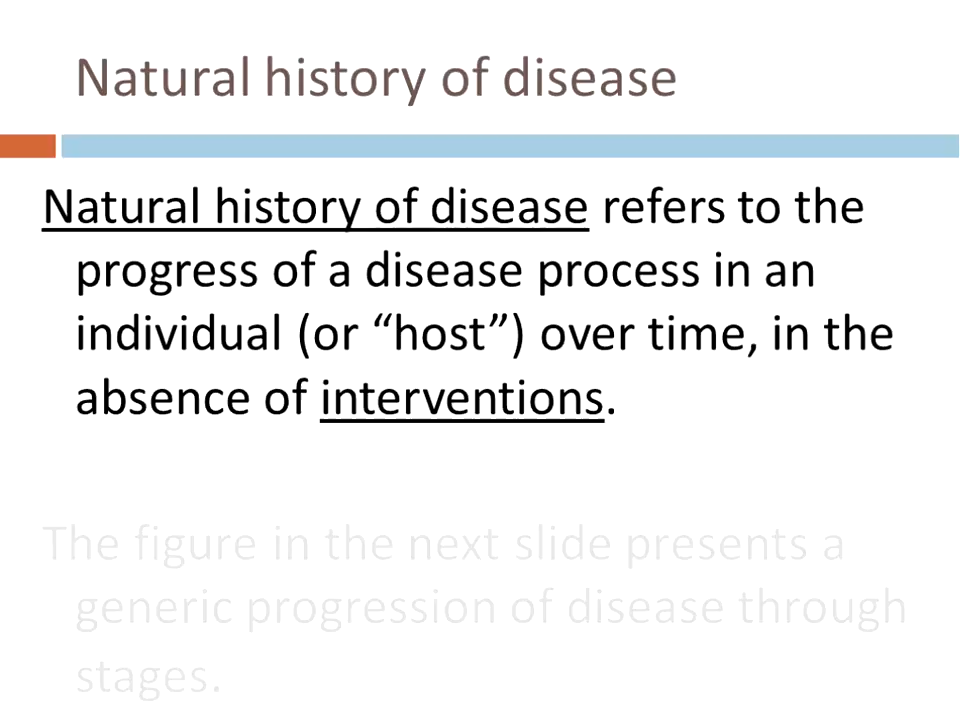 Natural history of disease
Natural history of disease refers to the
progress of a disease process in an
individual (or “host”) over time, in the
absence of interventions.
The figure in the next slide presents a
generic progression of disease through
stages.